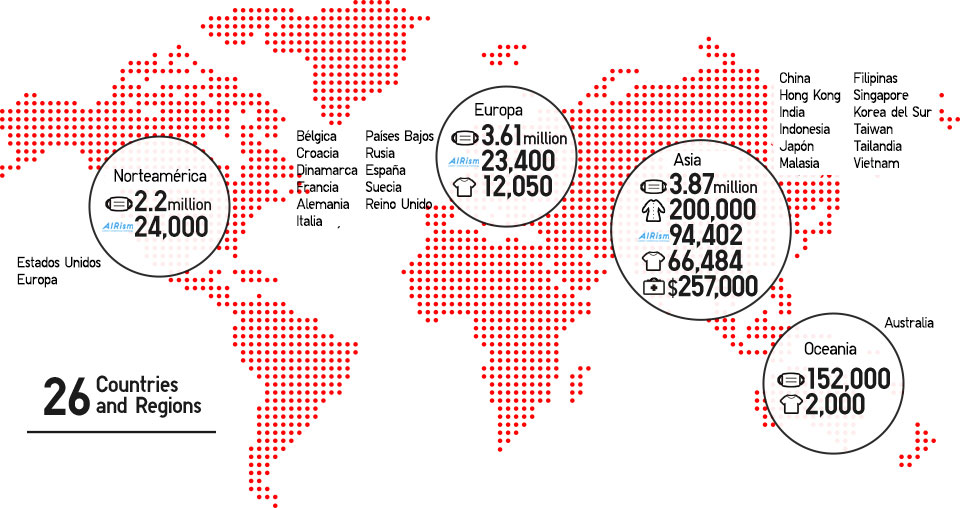 Norteamérica
2.2million
AIRism 24,000
Estados Unidos
Europa
Bélgica
Croacia
Dinamarca
Francia
Alemania
Italia
Países Bajos
Rusia
España
Suecia
Reino Unido
Europa
3.61million
AIRism 23,400
12,050
Asia
3.87million
200,000
AIRism 94,402
66,484
$257,000
China
Hong Kong
India
Indonesia
Japón
Malasia
Filipinas
Singapore
Korea del Sur
Taiwan
Tailandia
Vietnam
Australia
Oceania
152,000
2,000
26 Countries
and Regions